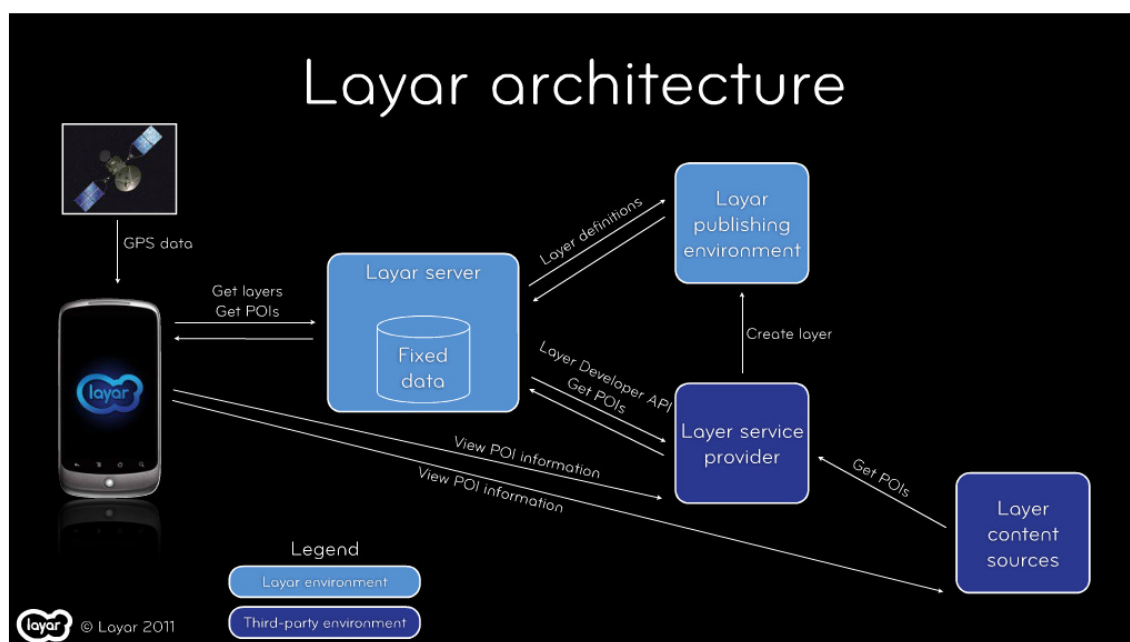 Layar architecture
GPS data
Get layers
Get POIs
Layar server
Fixed
data
Layer definitions
Layar
publishing
environment
Create layer
Layer Developer API
Get POIs
Layer service
provider
layar
View POI information
View POI information
Get POIs
Layer
content
sources
Legend
Layar environment
Third-party environment
layar © Layar 2011